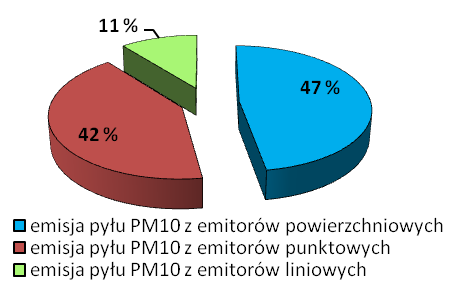 11 %
47 %
42 %
emisja pyłu PM10 z emitorów powierzchniowych
emisja pyłu PM10 z emitorów punktowych
emisja pyłu PM10 z emitorów liniowych